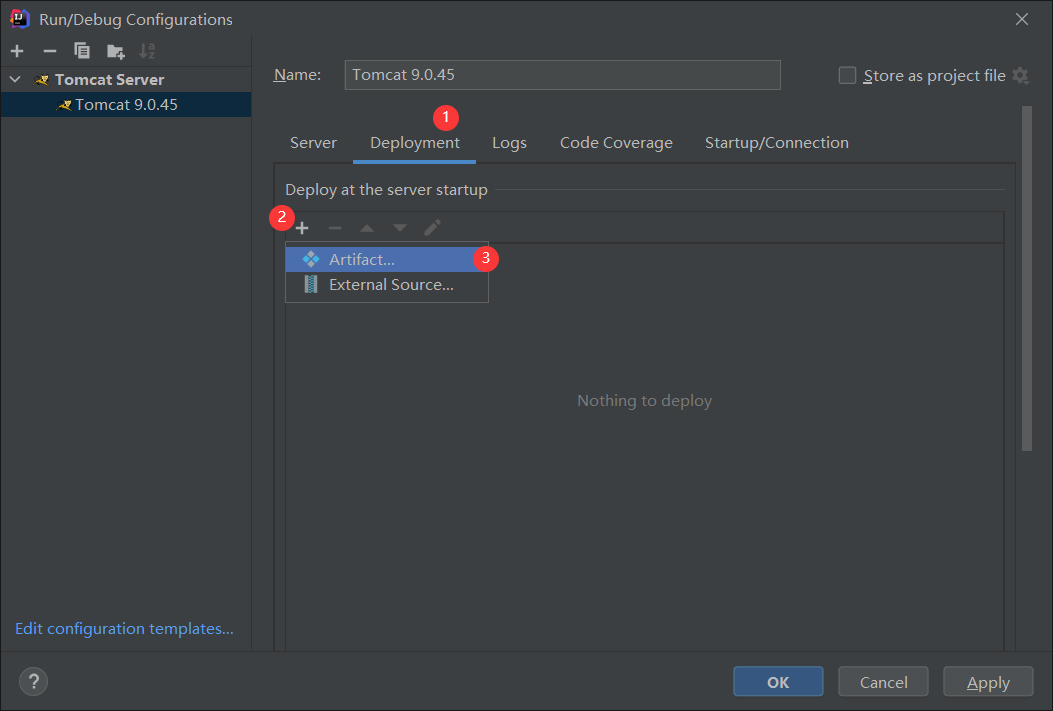 Run/Debug Configurations
Tomcat Server
Tomcat 9.0.45
Name: Tomcat 9.0.45 Store as project file
1
Server Deployment Logs Code Coverage Startup/Connection
Deploy at the server startup
2
Artifact... 3
External Source...
Nothing to deploy
Edit configuration templates...
? OK Cancel Apply